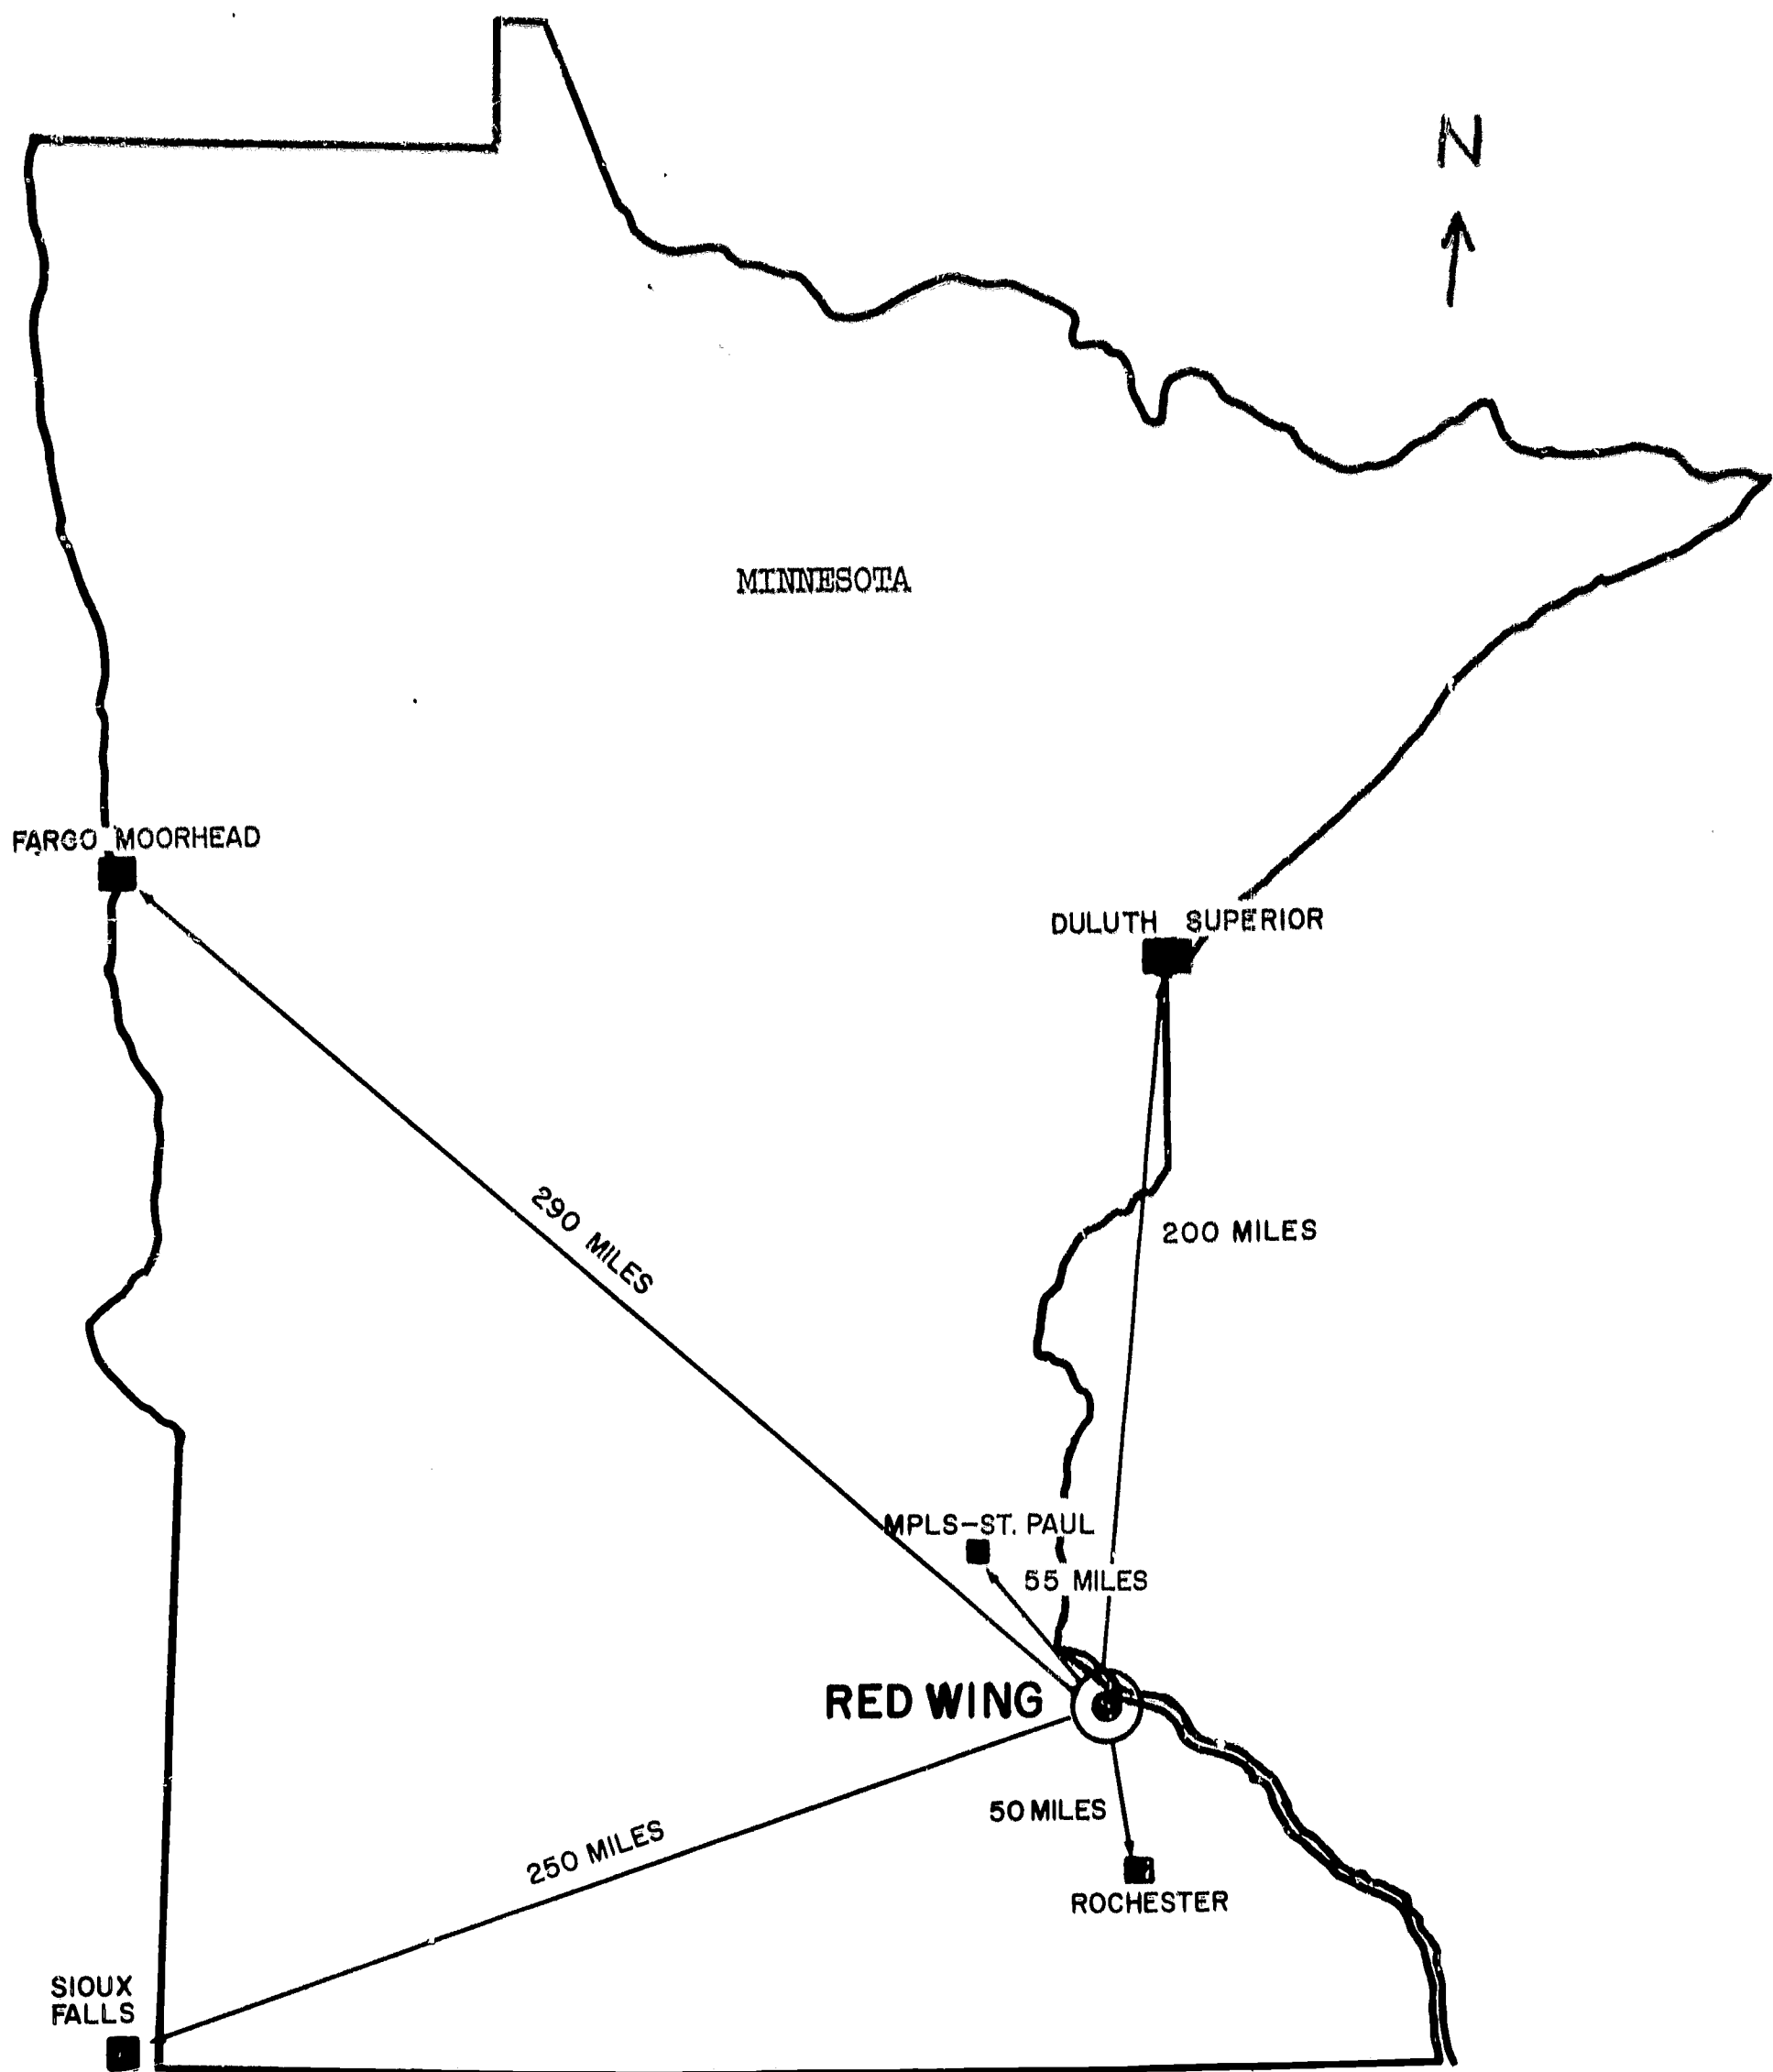 N
MINNESOTA
FARGO MOORHEAD
DULUTH SUPERIOR
290 MILES
200 MILES
MPLS-ST. PAUL
55 MILES
RED WING
50 MILES
250 MILES
ROCHESTER
SIOUX
FALLS